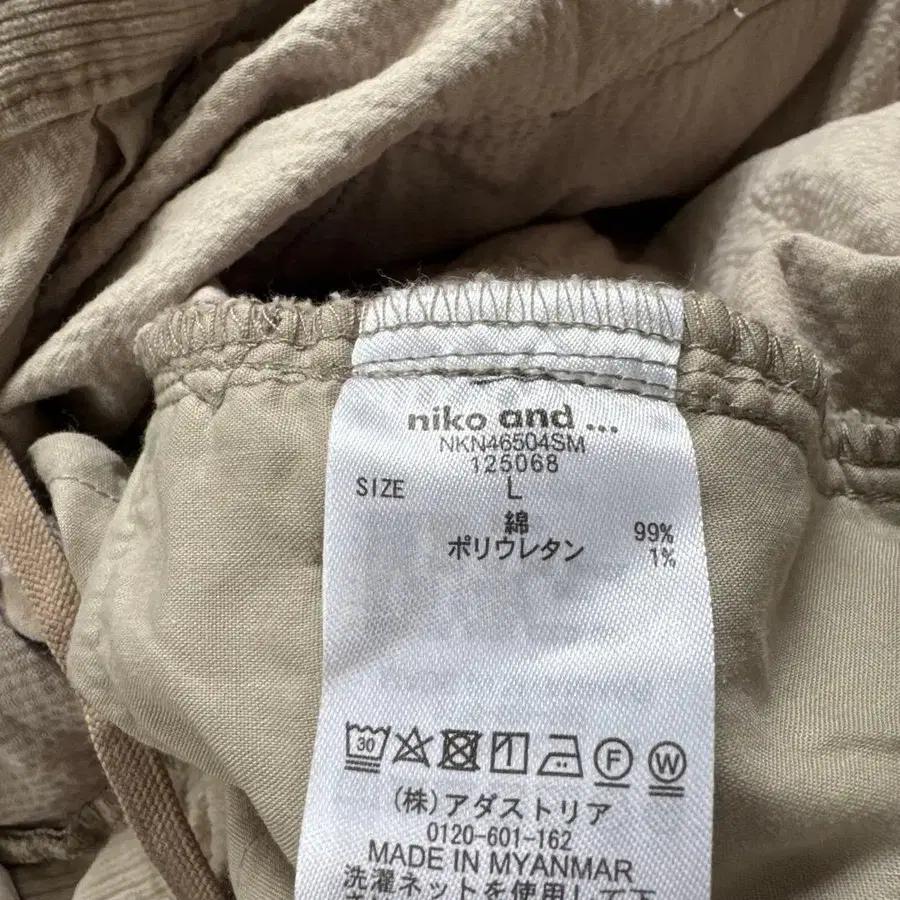 niko and ...
NKN46504SM
125068
SIZE L
綿 99%
ポリウレタン 1%
30 F W
(株)アダストリア
0120-601-162
MADE IN MYANMAR
洗濯ネットを使用して下